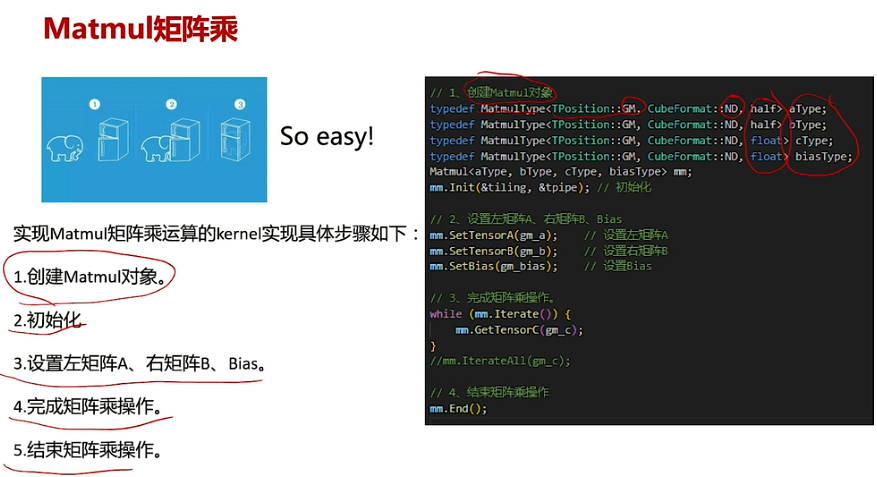 Matmul矩阵乘
1
2
3
So easy!
实现Matmul矩阵乘运算的kernel实现具体步骤如下：
1.创建Matmul对象。
2.初始化
3.设置左矩阵A、右矩阵B、Bias。
4.完成矩阵乘操作。
5.结束矩阵乘操作。
// 1、创建Matmul对象
typedef MatmulType<TPosition::GM, CubeFormat::ND, half> aType;
typedef MatmulType<TPosition::GM, CubeFormat::ND, half> bType;
typedef MatmulType<TPosition::GM, CubeFormat::ND, float> cType;
typedef MatmulType<TPosition::GM, CubeFormat::ND, float> biasType;
Matmul<aType, bType, cType, biasType> mm;
mm.Init(&tiling, &tpipe); // 初始化
// 2、设置左矩阵A、右矩阵B、Bias
mm.SetTensorA(gm_a); // 设置左矩阵A
mm.SetTensorB(gm_b); // 设置右矩阵B
mm.SetBias(gm_bias); // 设置Bias
// 3、完成矩阵乘操作。
while (mm.Iterate()) {
mm.GetTensorC(gm_c);
}
//mm.IterateAll(gm_c);
// 4、结束矩阵乘操作
mm.End();